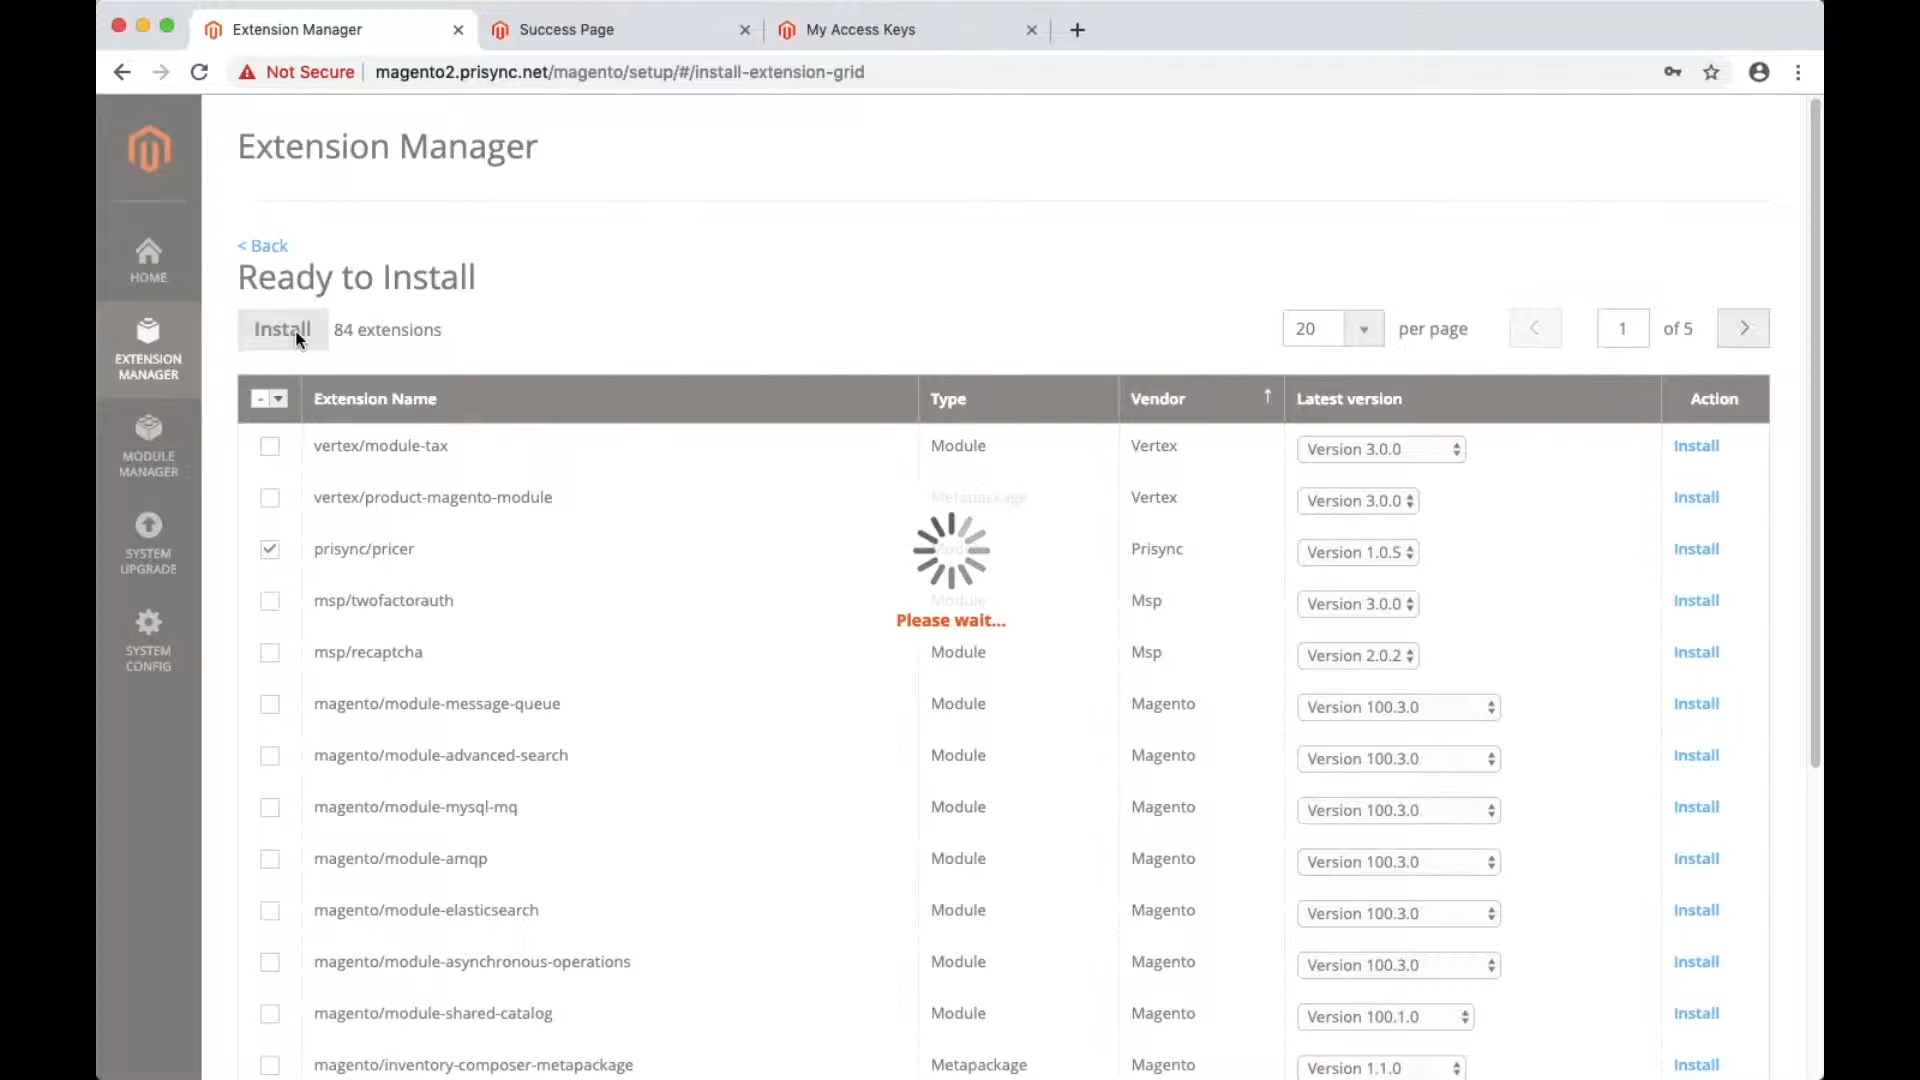 Extension Manager
Success Page
My Access Keys
Not Secure
magento2.prisync.net/magento/setup/#/install-extension-grid
Extension Manager
< Back
Ready to Install
Install 84 extensions
20 per page 1 of 5
HOME
EXTENSION
MANAGER
MODULE
MANAGER
SYSTEM
UPGRADE
SYSTEM
CONFIG
Extension Name Type Vendor Latest version Action
vertex/module-tax Module Vertex Version 3.0.0 Install
vertex/product-magento-module Metapackage Vertex Version 3.0.0 Install
prisync/pricer Module Prisync Version 1.0.5 Install
msp/twofactorauth Module Msp Version 3.0.0 Install
Please wait...
msp/recaptcha Module Msp Version 2.0.2 Install
magento/module-message-queue Module Magento Version 100.3.0 Install
magento/module-advanced-search Module Magento Version 100.3.0 Install
magento/module-mysql-mq Module Magento Version 100.3.0 Install
magento/module-amqp Module Magento Version 100.3.0 Install
magento/module-elasticsearch Module Magento Version 100.3.0 Install
magento/module-asynchronous-operations Module Magento Version 100.3.0 Install
magento/module-shared-catalog Module Magento Version 100.1.0 Install
magento/inventory-composer-metapackage Metapackage Magento Version 1.1.0 Install